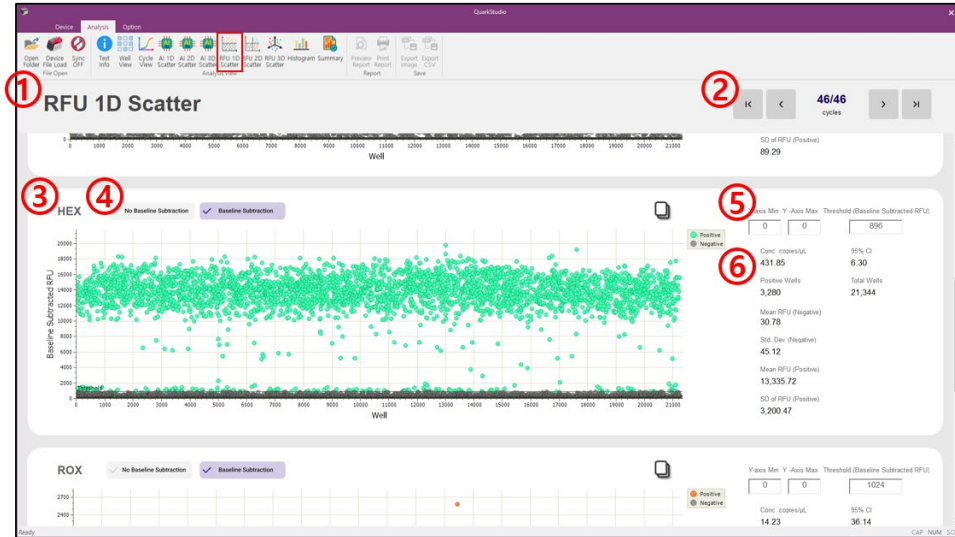 QuarkStudio
Device Analysis Option
Open Folder Device File Load Sync OFF Test Info Well View Cycle View AI 1D Scatter AI 2D Scatter AI 3D Scatter RFU 1D Scatter RFU 2D Scatter RFU 3D Scatter Histogram Summary Preview Report Print Report Export Image Export CSV
File Open Analysis View Report Save
① RFU 1D Scatter ② 46/46
cycles
0
0 1000 2000 3000 4000 5000 6000 7000 8000 9000 10000 11000 12000 13000 14000 15000 16000 17000 18000 19000 20000 21000
Well
SD of RFU (Positive)
89.29
③ HEX ④ No Baseline Subtraction Baseline Subtraction
⑤ Y-axis Min Y -Axis Max Threshold (Baseline Subtracted RFU)
0 0 896
Positive
Negative
20000
18000
16000
14000
12000
10000
8000
6000
4000
2000
0
Baseline Subtracted RFU
Threshold
0 1000 2000 3000 4000 5000 6000 7000 8000 9000 10000 11000 12000 13000 14000 15000 16000 17000 18000 19000 20000 21000
Well
⑥ Conc. copies/μL 95% CI
431.85 6.30
Positive Wells Total Wells
3,280 21,344
Mean RFU (Negative)
30.78
Std. Dev (Negative)
45.12
Mean RFU (Positive)
13,335.72
SD of RFU (Positive)
3,200.47
ROX No Baseline Subtraction Baseline Subtraction
Y-axis Min Y -Axis Max Threshold (Baseline Subtracted RFU)
0 0 1024
2700
2400
Positive
Negative
Conc. copies/μL 95% CI
14.23 36.14
Ready CAP NUM